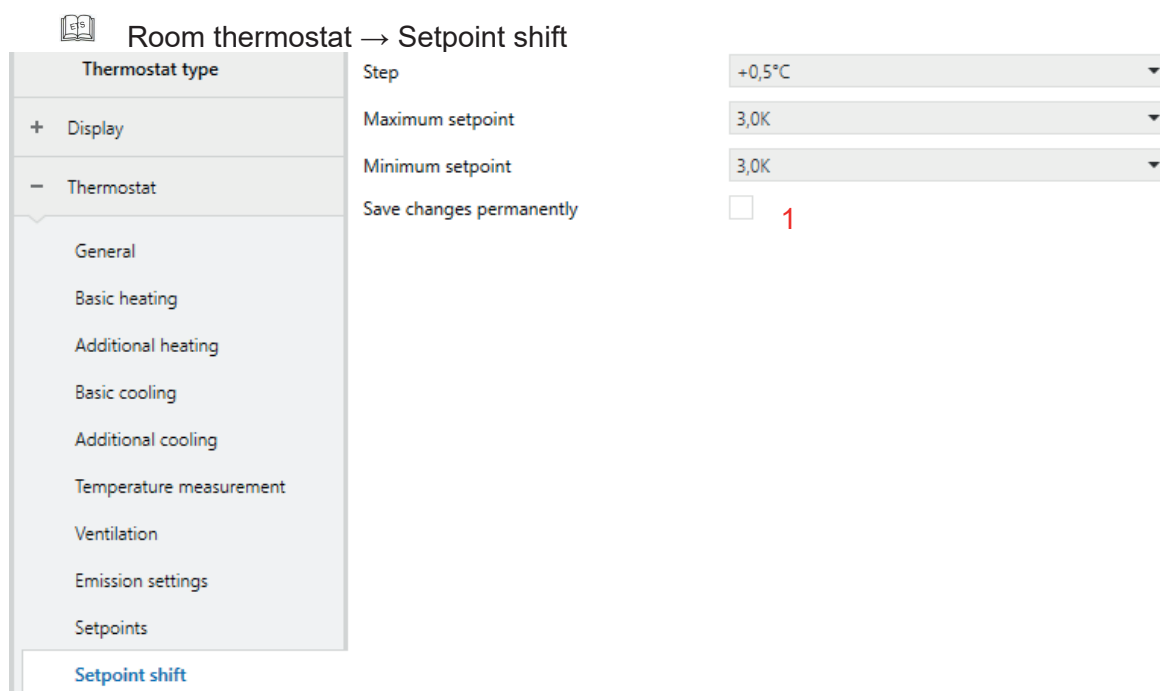 ETS
Room thermostat → Setpoint shift
Thermostat type
Step +0,5°C
+ Display
Maximum setpoint 3,0K
Minimum setpoint 3,0K
− Thermostat
Save changes permanently 1
General
Basic heating
Additional heating
Basic cooling
Additional cooling
Temperature measurement
Ventilation
Emission settings
Setpoints
Setpoint shift